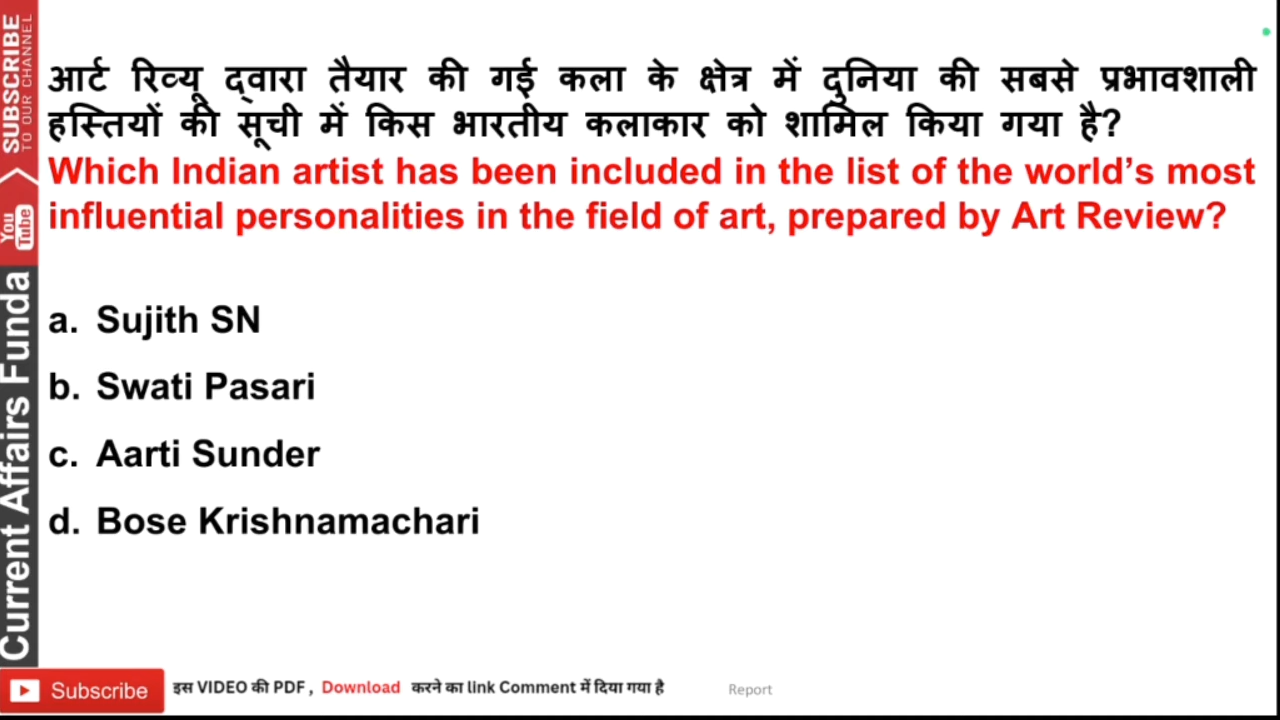 आर्ट रिव्यू द्वारा तैयार की गई कला के क्षेत्र में दुनिया की सबसे प्रभावशाली
हस्तियों की सूची में किस भारतीय कलाकार को शामिल किया गया है?
Which Indian artist has been included in the list of the world’s most
influential personalities in the field of art, prepared by Art Review?
a. Sujith SN
b. Swati Pasari
c. Aarti Sunder
d. Bose Krishnamachari
SUBSCRIBE
TO OUR CHANNEL
You
Tube
Current Affairs Funda
Subscribe
इस VIDEO की PDF , Download करने का link Comment में दिया गया है
Report